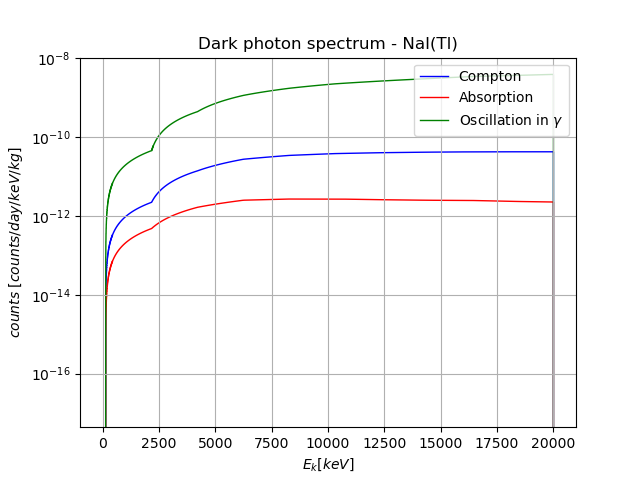 Dark photon spectrum - NaI(Tl)
Compton
Absorption
Oscillation in γ
counts [counts/day/keV/kg]
10⁻⁸
10⁻¹⁰
10⁻¹²
10⁻¹⁴
10⁻¹⁶
0 2500 5000 7500 10000 12500 15000 17500 20000
Eₖ[keV]